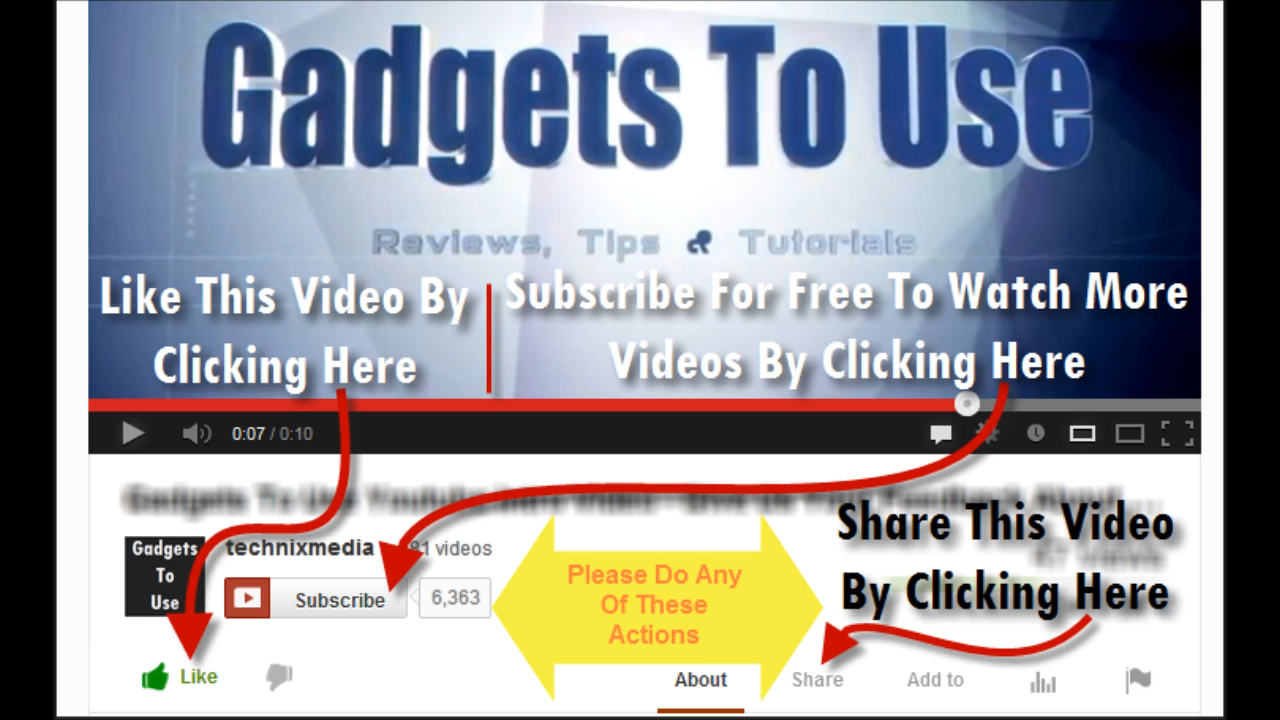 Gadgets To Use
Reviews, Tips & Tutorials
Like This Video By
Clicking Here
Subscribe For Free To Watch More
Videos By Clicking Here
0:07 / 0:10
Share This Video
By Clicking Here
Gadgets
To
Use
technixmedia
81 videos
Subscribe
6,363
Please Do Any
Of These
Actions
Like
About
Share
Add to